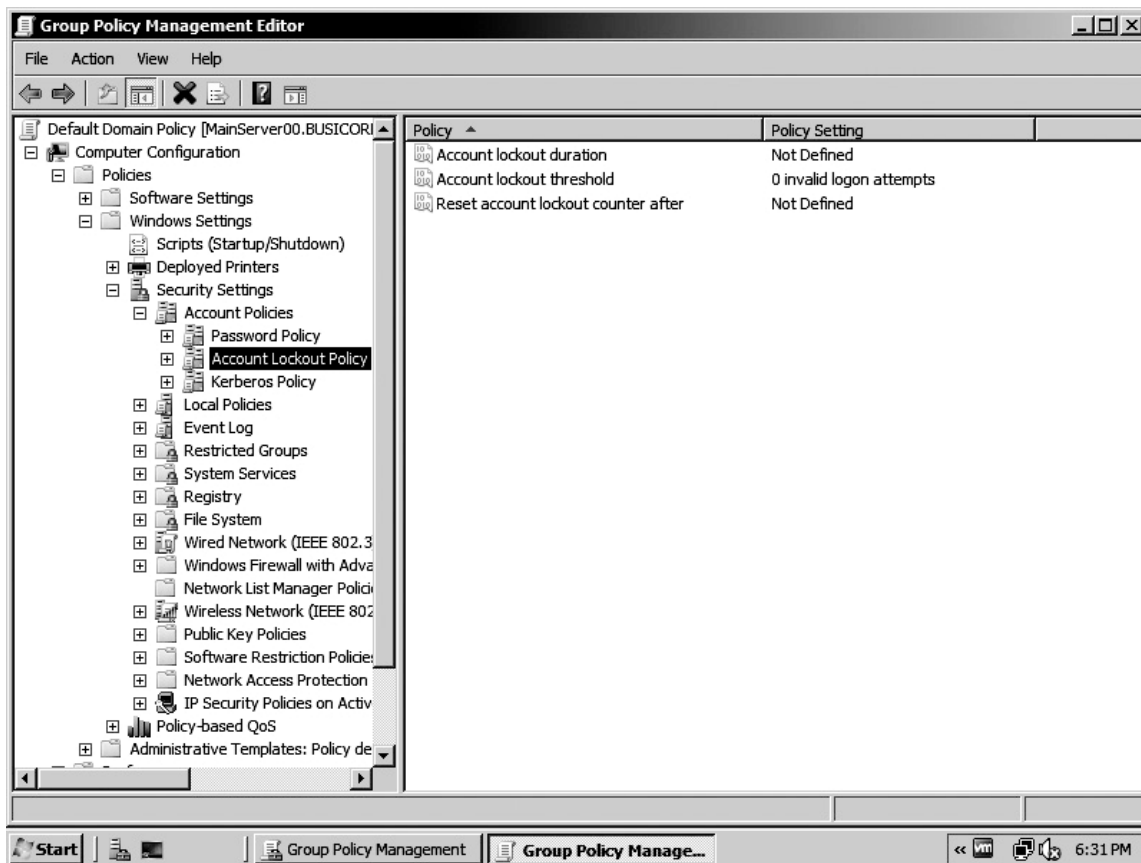 Group Policy Management Editor
File Action View Help
Default Domain Policy [MainServer00.BUSICOR
Policy Policy Setting
Computer Configuration
Account lockout duration Not Defined
Policies
Account lockout threshold 0 invalid logon attempts
Software Settings
Reset account lockout counter after Not Defined
Windows Settings
Scripts (Startup/Shutdown)
Deployed Printers
Security Settings
Account Policies
Password Policy
Account Lockout Policy
Kerberos Policy
Local Policies
Event Log
Restricted Groups
System Services
Registry
File System
Wired Network (IEEE 802.3
Windows Firewall with Adva
Network List Manager Polici
Wireless Network (IEEE 802
Public Key Policies
Software Restriction Policies
Network Access Protection
IP Security Policies on Activ
Policy-based QoS
Administrative Templates: Policy de
Start Group Policy Management Group Policy Manage... « vm 6:31 PM